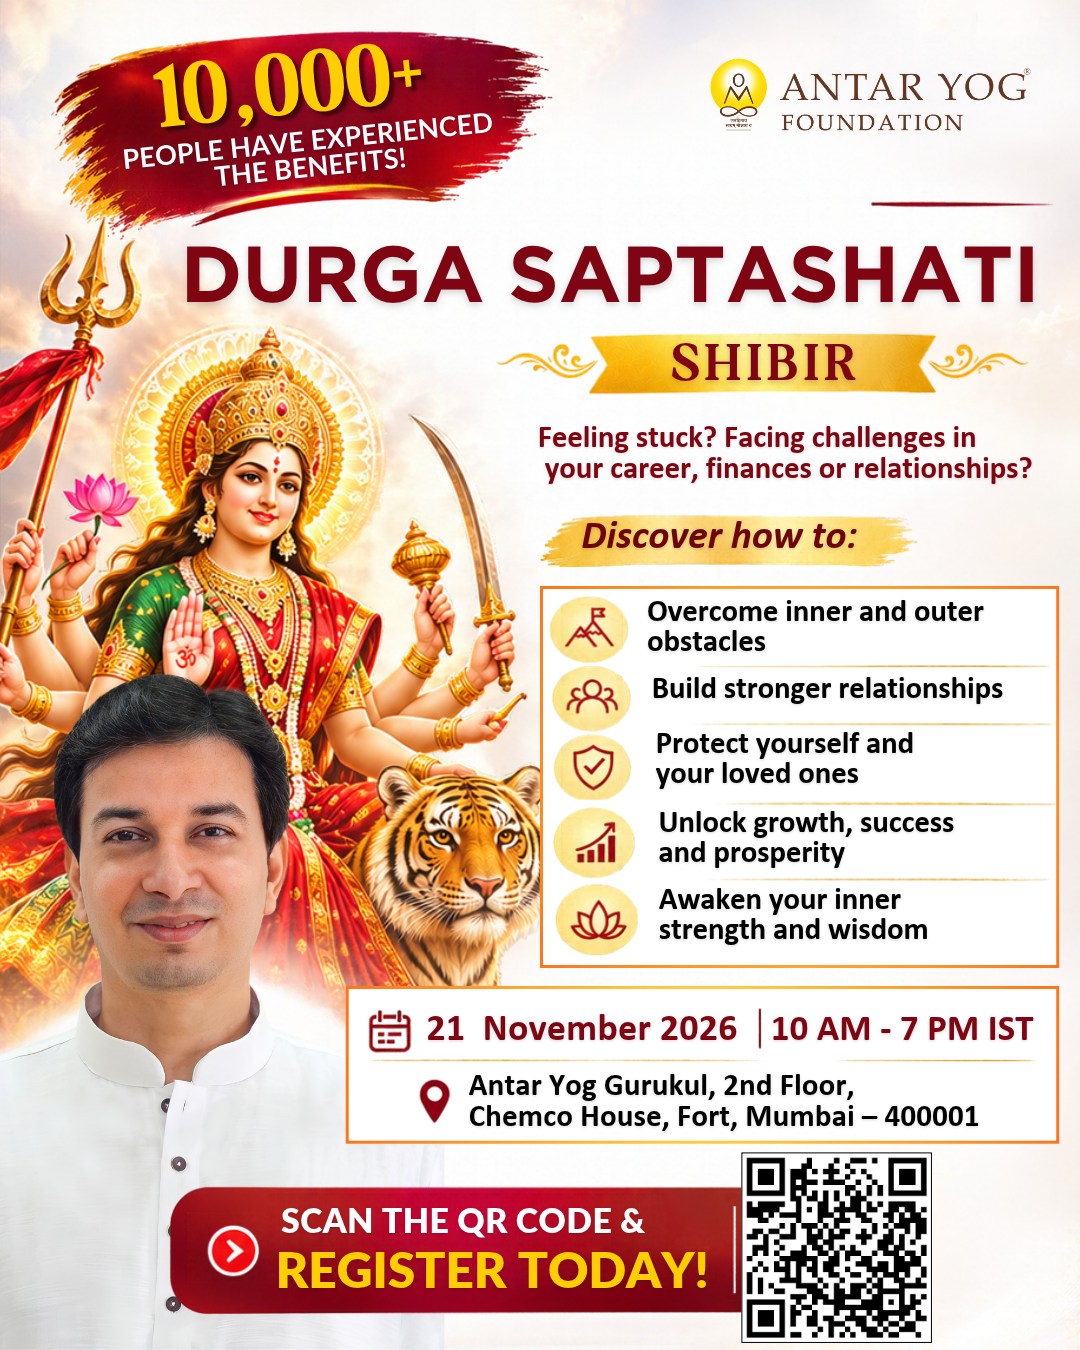 10,000+
PEOPLE HAVE EXPERIENCED
THE BENEFITS!
ANTAR YOG®
FOUNDATION
DURGA SAPTASHATI
SHIBIR
Feeling stuck? Facing challenges in
your career, finances or relationships?
Discover how to:
ॐ
Overcome inner and outer
obstacles
Build stronger relationships
Protect yourself and
your loved ones
Unlock growth, success
and prosperity
Awaken your inner
strength and wisdom
21 November 2026 | 10 AM - 7 PM IST
Antar Yog Gurukul, 2nd Floor,
Chemco House, Fort, Mumbai – 400001
SCAN THE QR CODE &
REGISTER TODAY!